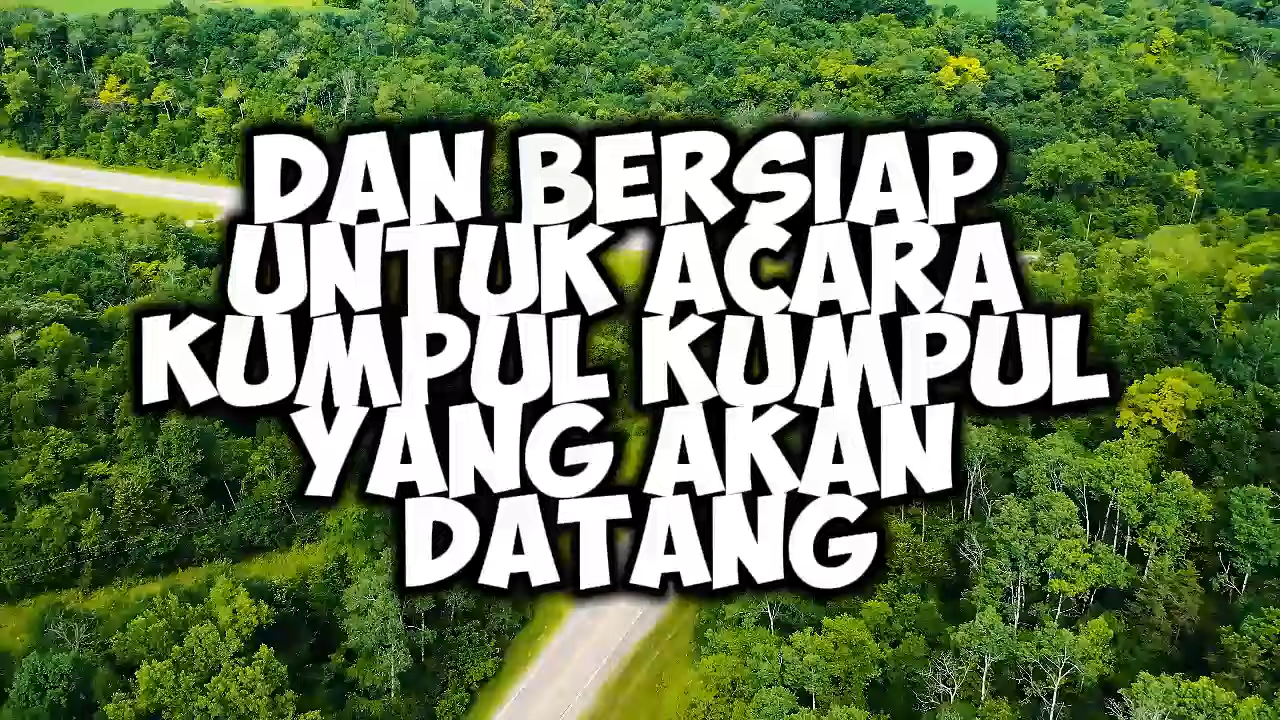 DAN BERSIAP
UNTUK ACARA
KUMPUL KUMPUL
YANG AKAN
DATANG